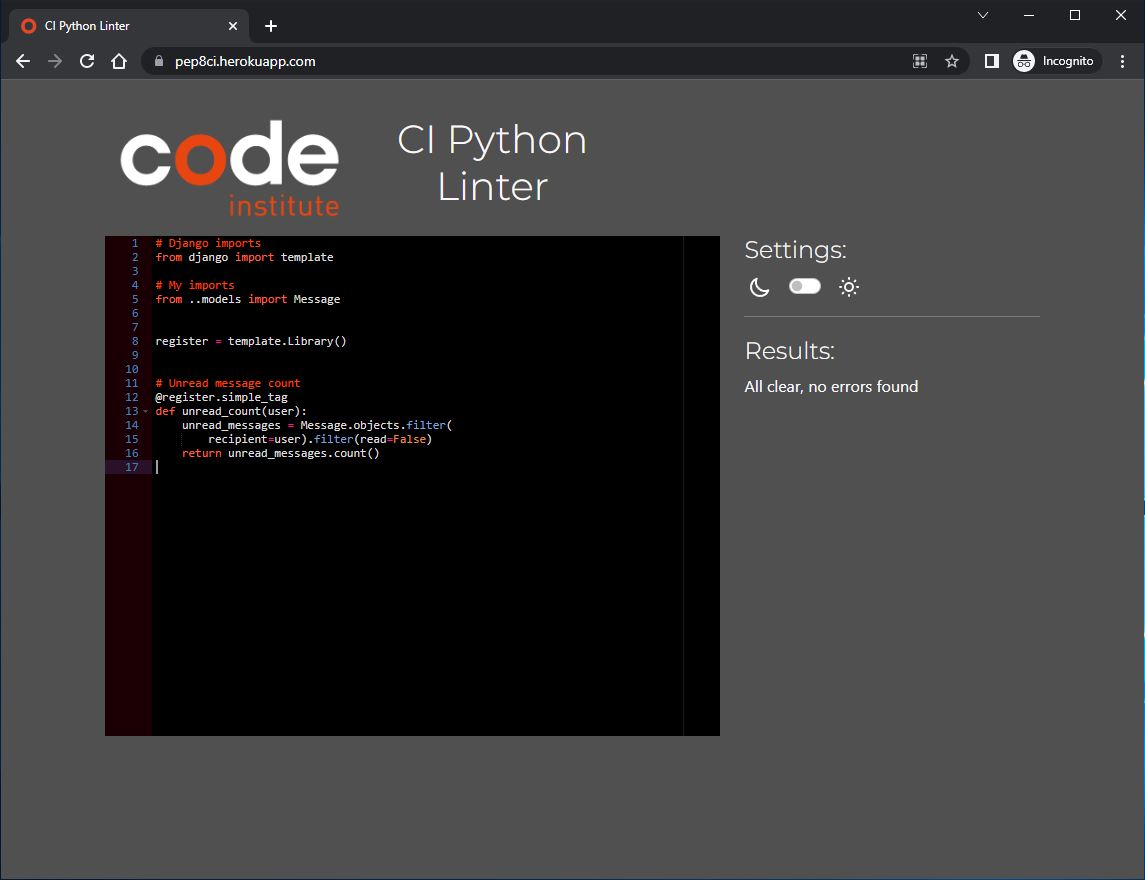 CI Python Linter
pep8ci.herokuapp.com
Incognito
code
institute
CI Python
Linter
1 # Django imports
2 from django import template
3
4 # My imports
5 from ..models import Message
6
7
8 register = template.Library()
9
10
11 # Unread message count
12 @register.simple_tag
13 def unread_count(user):
14     unread_messages = Message.objects.filter(
15         recipient=user).filter(read=False)
16     return unread_messages.count()
17
Settings:
Results:
All clear, no errors found